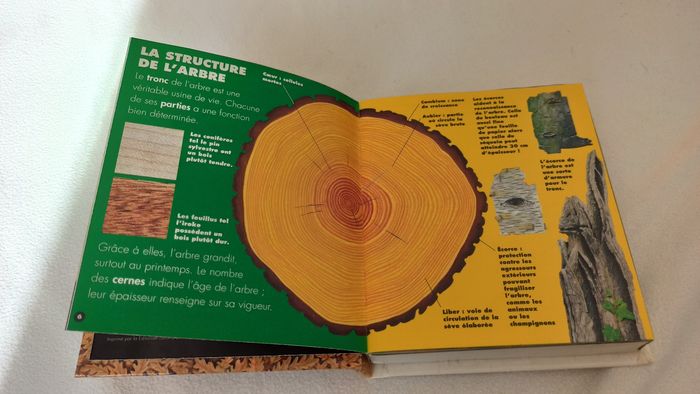 LA STRUCTURE
DE L'ARBRE
Le tronc de l'arbre est une
véritable usine de vie. Chacune
de ses parties a une fonction
bien déterminée.
Les conifères
tel le pin
sylvestre ont
un bois
plutôt tendre.
Les feuillus tel
l'iroko
possèdent un
bois plutôt dur.
Grâce à elles, l'arbre grandit,
surtout au printemps. Le nombre
des cernes indique l'âge de l'arbre ;
leur épaisseur renseigne sur sa vigueur.
6
Cœur : cellules
mortes
Cambium : zone
de croissance
Aubier : partie
où circule la
sève brute
Les écorces
aident à la
reconnaissance
de l'arbre. Celle
du bouleau est
aussi fine
qu'une feuille
de papier alors
que celle du
séquoia peut
atteindre 30 cm
d'épaisseur !
L'écorce de
l'arbre est
une sorte
d'armure
pour le
tronc.
Écorce :
protection
contre les
agresseurs
extérieurs
pouvant
fragiliser
l'arbre,
comme les
animaux
ou les
champignons
Liber : voie de
circulation de la
sève élaborée